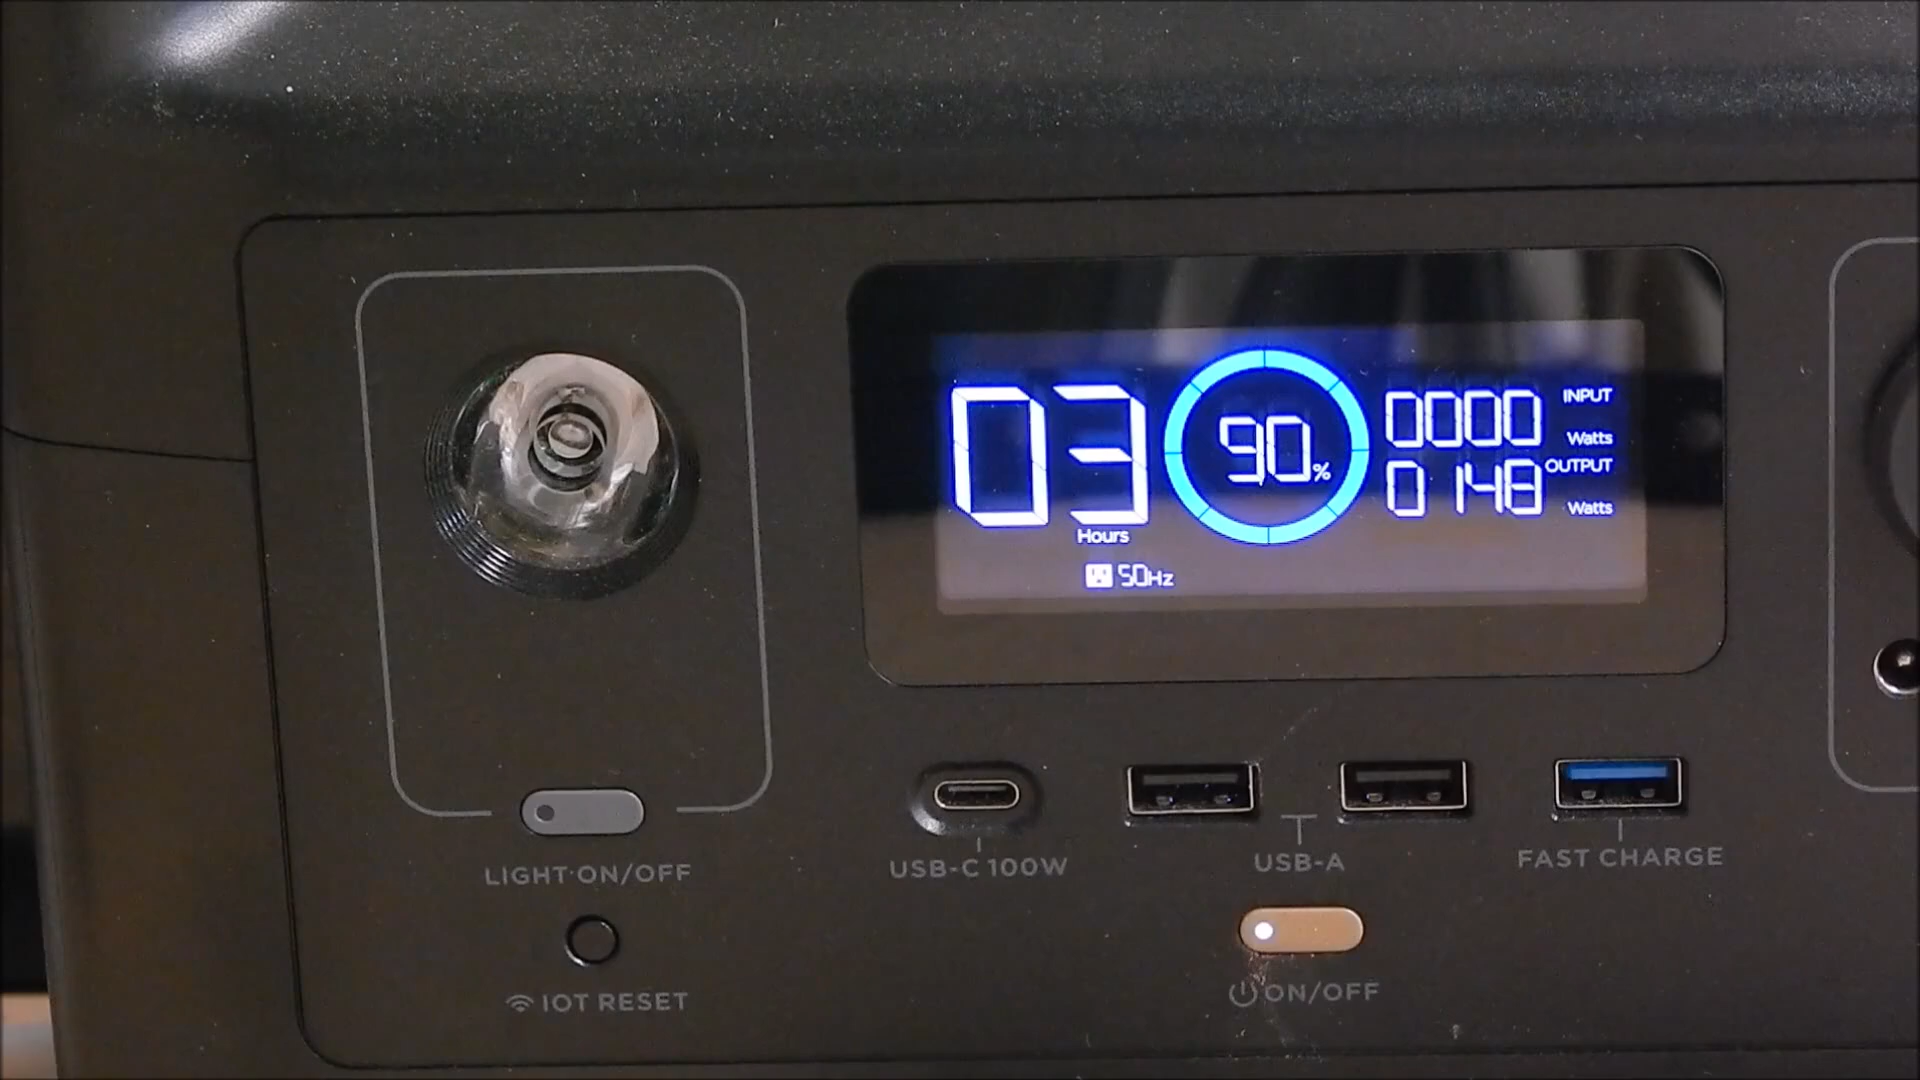 03
Hours
50Hz
90%
0000
INPUT
Watts
0148
OUTPUT
Watts
LIGHT ON/OFF
IOT RESET
USB-C 100W
USB-A
FAST CHARGE
ON/OFF